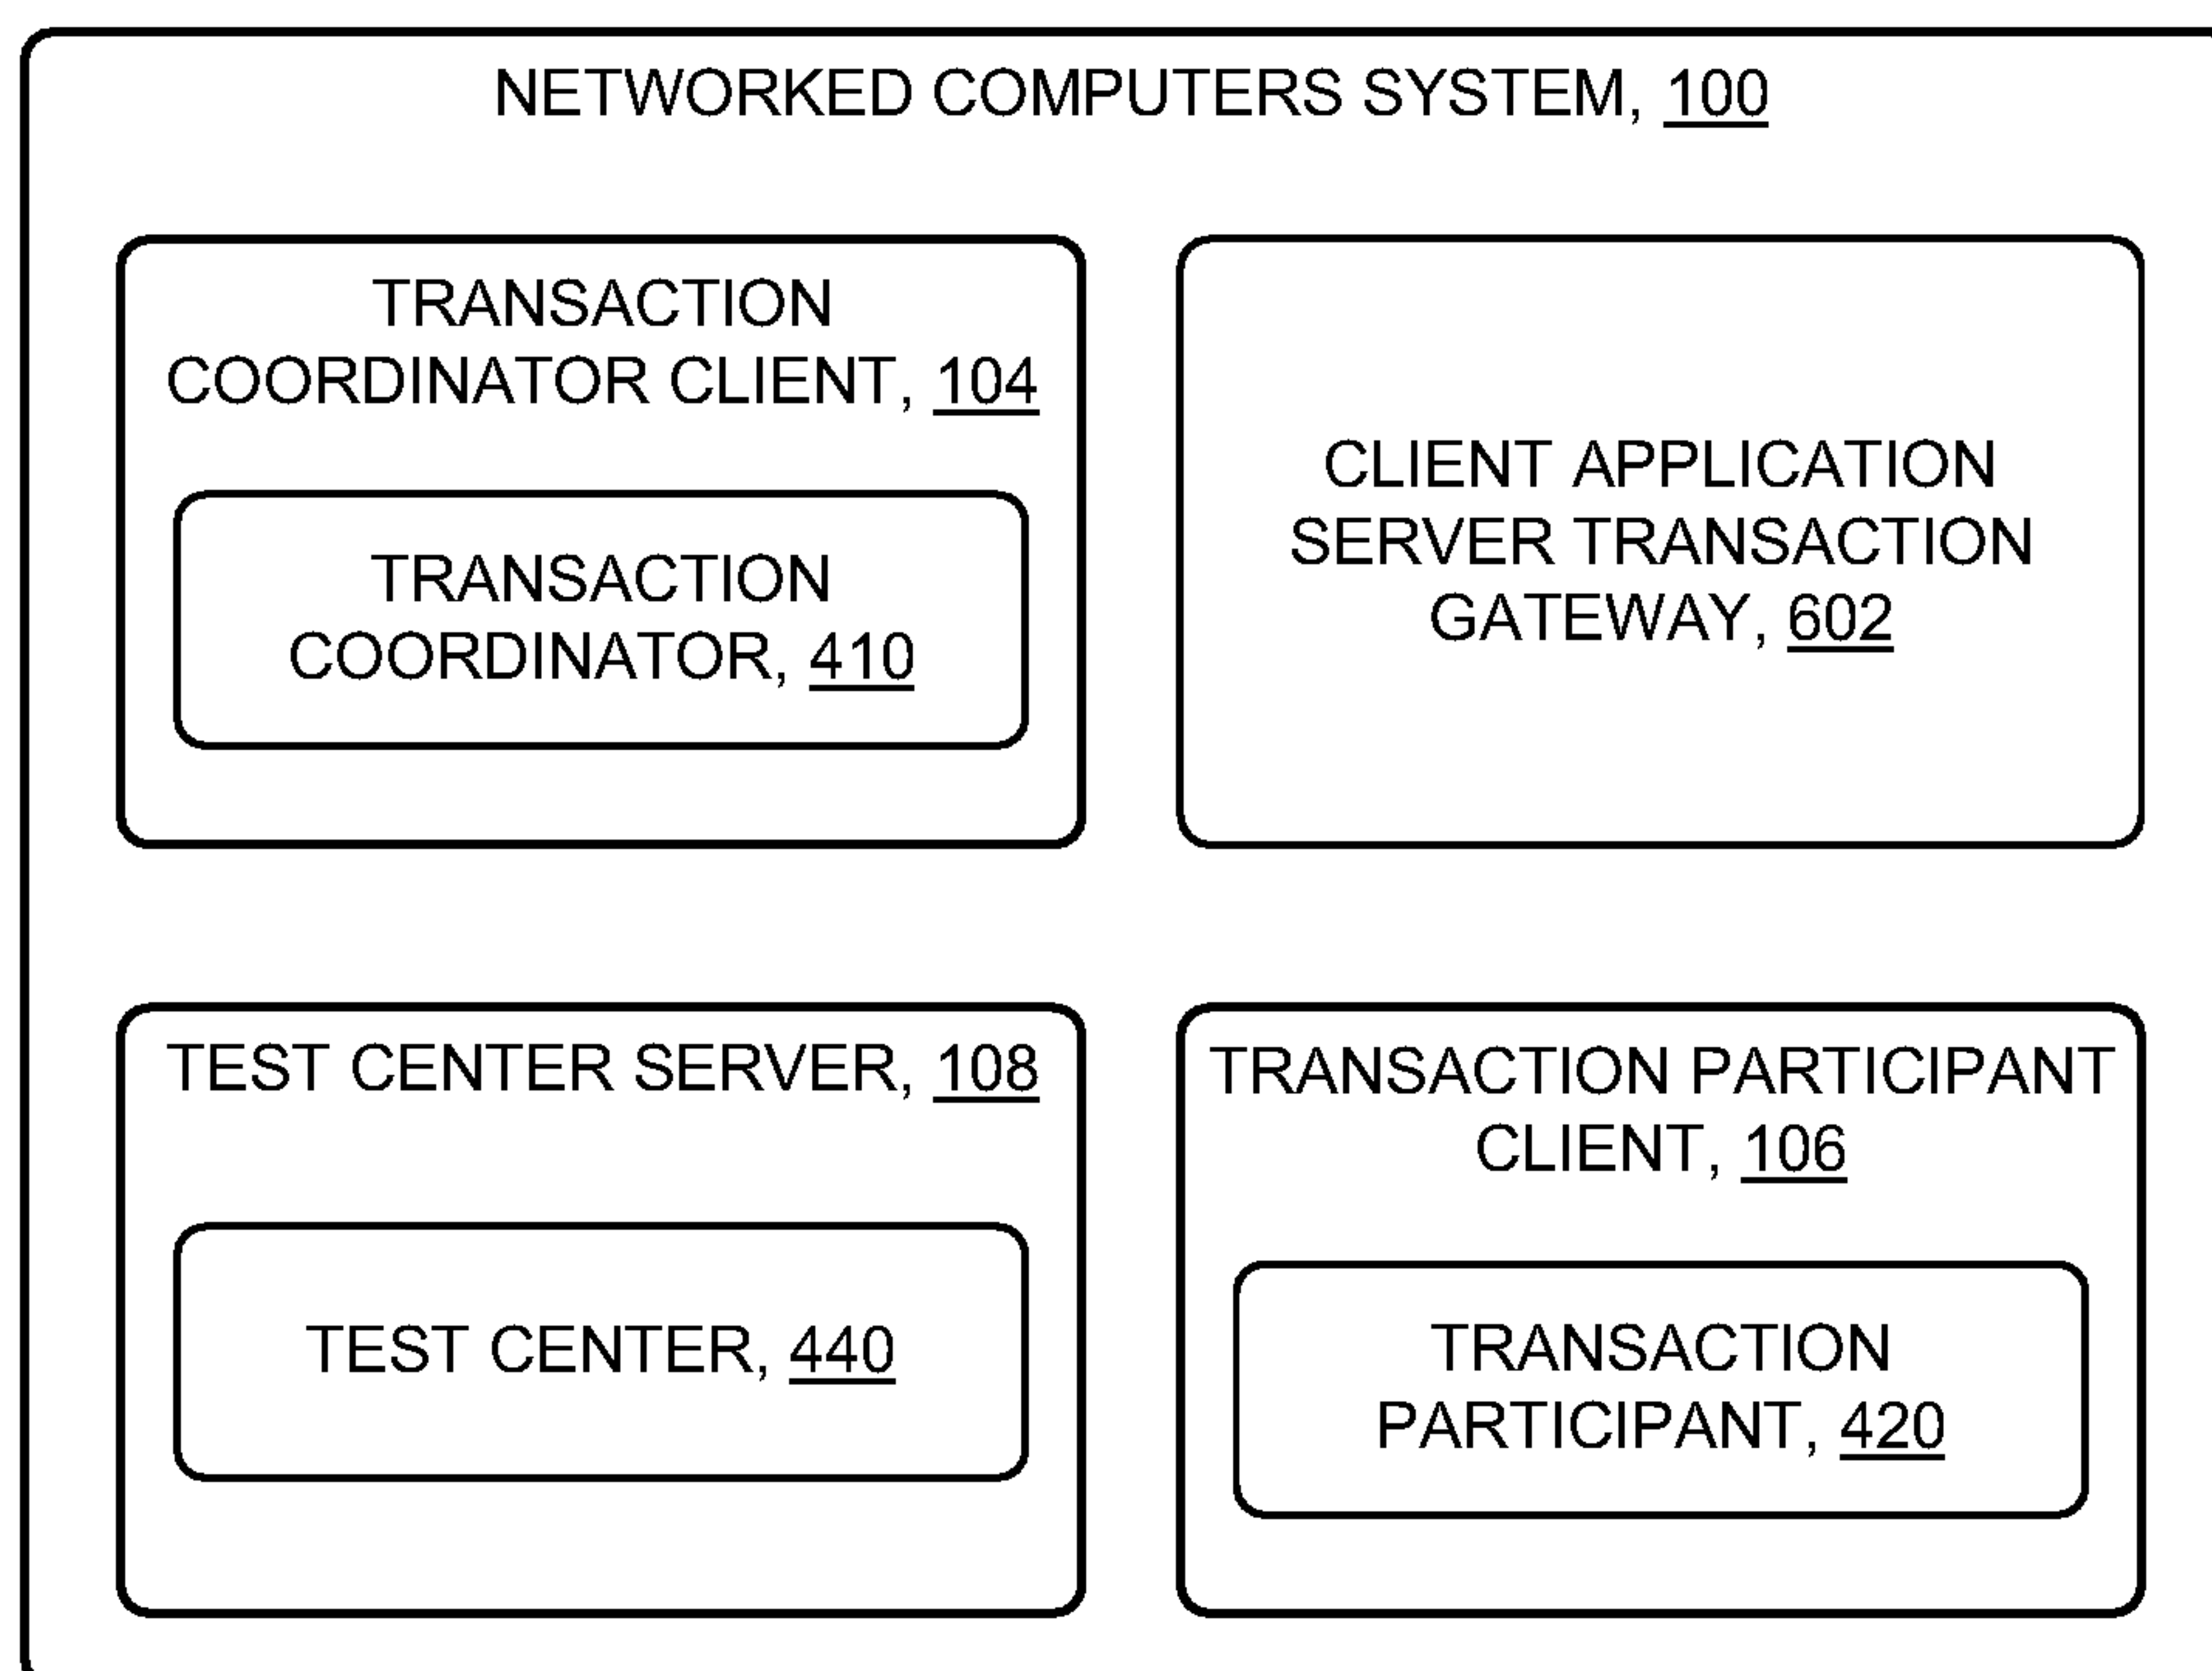 NETWORKED COMPUTERS SYSTEM, 100
TRANSACTION
COORDINATOR CLIENT, 104
TRANSACTION
COORDINATOR, 410
CLIENT APPLICATION
SERVER TRANSACTION
GATEWAY, 602
TEST CENTER SERVER, 108
TEST CENTER, 440
TRANSACTION PARTICIPANT
CLIENT, 106
TRANSACTION
PARTICIPANT, 420